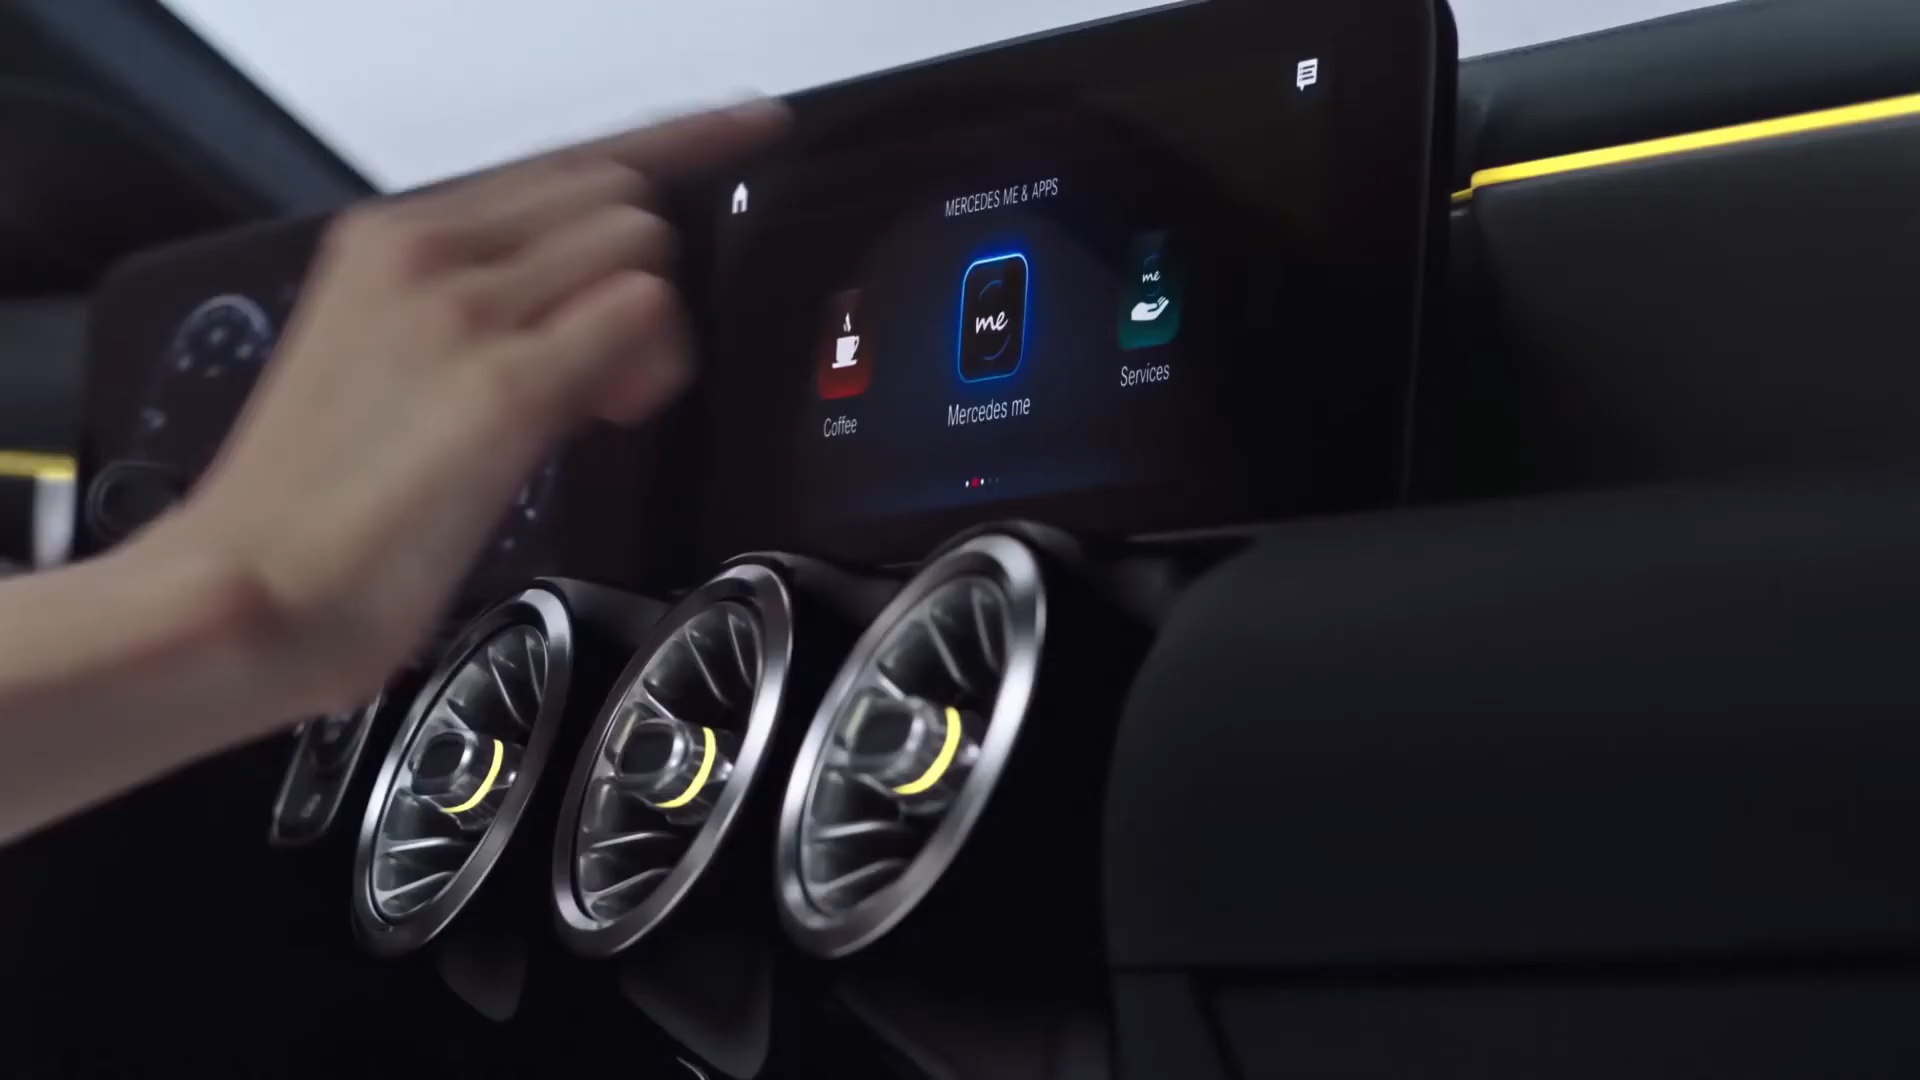 MERCEDES ME & APPS
me
me
Coffee
Mercedes me
Services